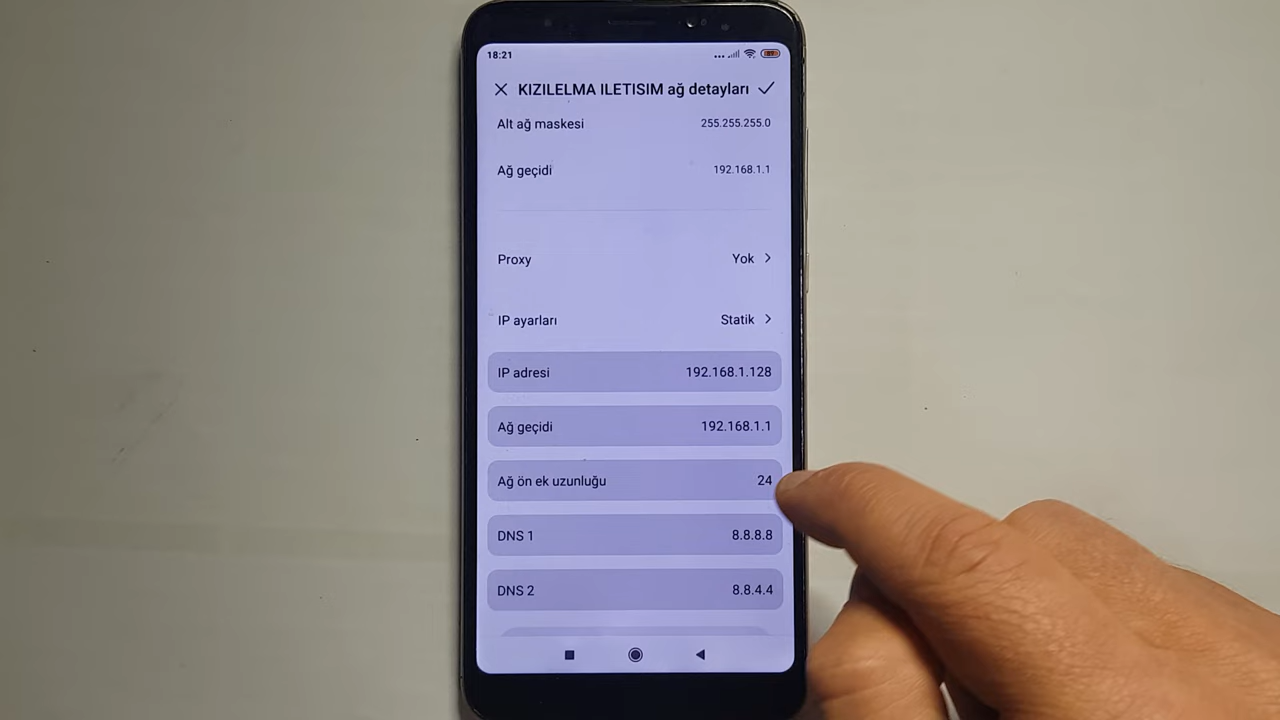 18:21
KIZILELMA ILETISIM ağ detayları
Alt ağ maskesi 255.255.255.0
Ağ geçidi 192.168.1.1
Proxy Yok
IP ayarları Statik
IP adresi 192.168.1.128
Ağ geçidi 192.168.1.1
Ağ ön ek uzunluğu 24
DNS 1 8.8.8.8
DNS 2 8.8.4.4